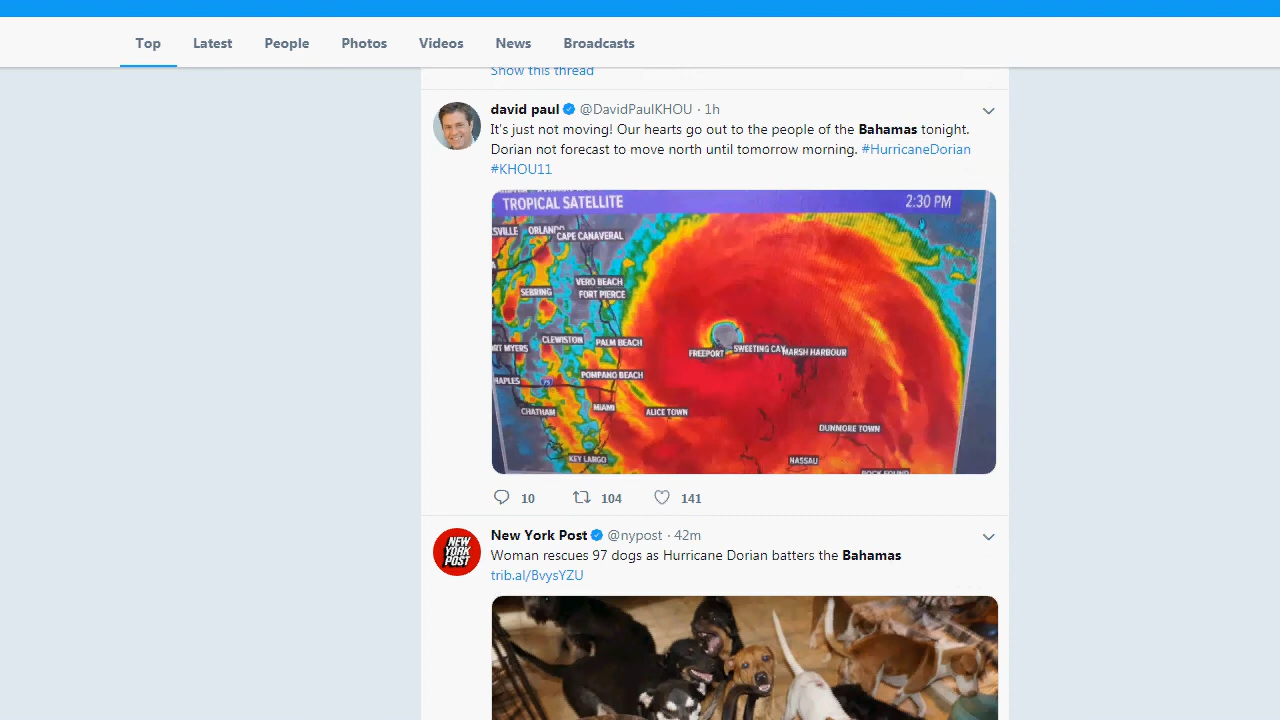 Top Latest People Photos Videos News Broadcasts
Show this thread
david paul @DavidPaulKHOU · 1h
It's just not moving! Our hearts go out to the people of the Bahamas tonight.
Dorian not forecast to move north until tomorrow morning. #HurricaneDorian
#KHOU11
TROPICAL SATELLITE 2:30 PM
CAPE CANAVERAL
VERO BEACH
SEBRING FORT PIERCE
CLEWISTON PALM BEACH
MYERS FREEPORT SWEETING CAY MARSH HARBOUR
POMPANO BEACH
75
CHATHAM MIAMI ALICE TOWN
DUNMORE TOWN
KEY LARGO NASSAU
ROCK SOUND
10 104 141
New York Post @nypost · 42m
Woman rescues 97 dogs as Hurricane Dorian batters the Bahamas
trib.al/BvysYZU
NEW
YORK
POST